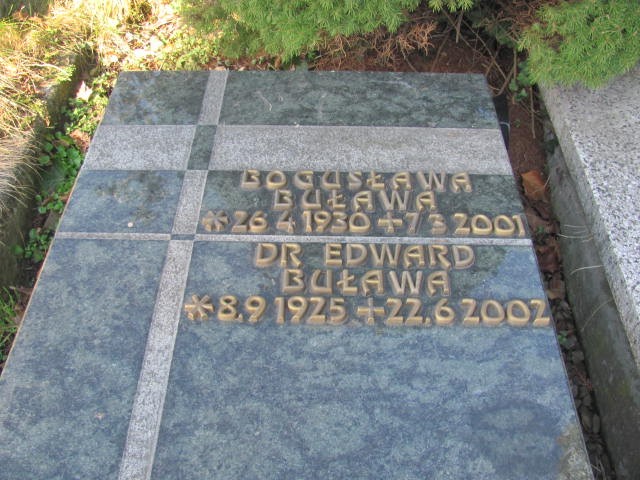 BOGUSŁAWA
BUŁAWA
*26 4 1930 +7/3 2001
DR EDWARD
BUŁAWA
*8.9 1925 +22.6 2002